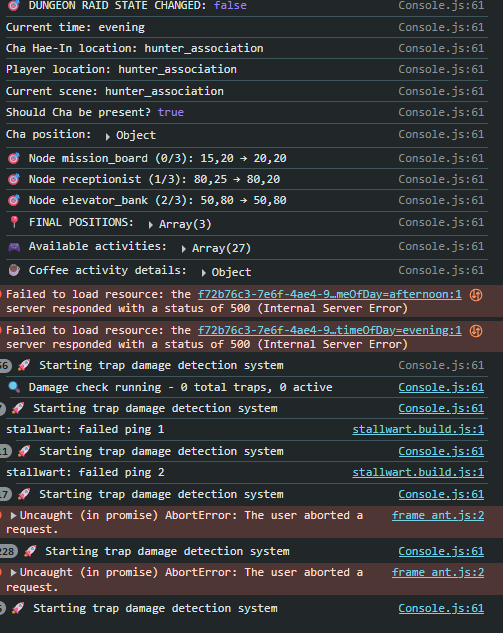 🎯 DUNGEON RAID STATE CHANGED: false Console.js:61
Current time: evening Console.js:61
Cha Hae-In location: hunter_association Console.js:61
Player location: hunter_association Console.js:61
Current scene: hunter_association Console.js:61
Should Cha be present? true Console.js:61
Cha position: ▸ Object Console.js:61
🎯 Node mission_board (0/3): 15,20 → 20,20 Console.js:61
🎯 Node receptionist (1/3): 80,25 → 80,20 Console.js:61
🎯 Node elevator_bank (2/3): 50,80 → 50,80 Console.js:61
📍 FINAL POSITIONS: ▸ Array(3) Console.js:61
🎮 Available activities: ▸ Array(27) Console.js:61
☕ Coffee activity details: ▸ Object Console.js:61
Failed to load resource: the f72b76c3-7e6f-4ae4-9…meOfDay=afternoon:1
server responded with a status of 500 (Internal Server Error)
Failed to load resource: the f72b76c3-7e6f-4ae4-9…timeOfDay=evening:1
server responded with a status of 500 (Internal Server Error)
🚀 Starting trap damage detection system Console.js:61
🔍 Damage check running - 0 total traps, 0 active Console.js:61
🚀 Starting trap damage detection system Console.js:61
stallwart: failed ping 1 stallwart.build.js:1
11 🚀 Starting trap damage detection system Console.js:61
stallwart: failed ping 2 stallwart.build.js:1
17 🚀 Starting trap damage detection system Console.js:61
▸ Uncaught (in promise) AbortError: The user aborted a frame_ant.js:2
request.
228 🚀 Starting trap damage detection system Console.js:61
▸ Uncaught (in promise) AbortError: The user aborted a frame_ant.js:2
request.
🚀 Starting trap damage detection system Console.js:61